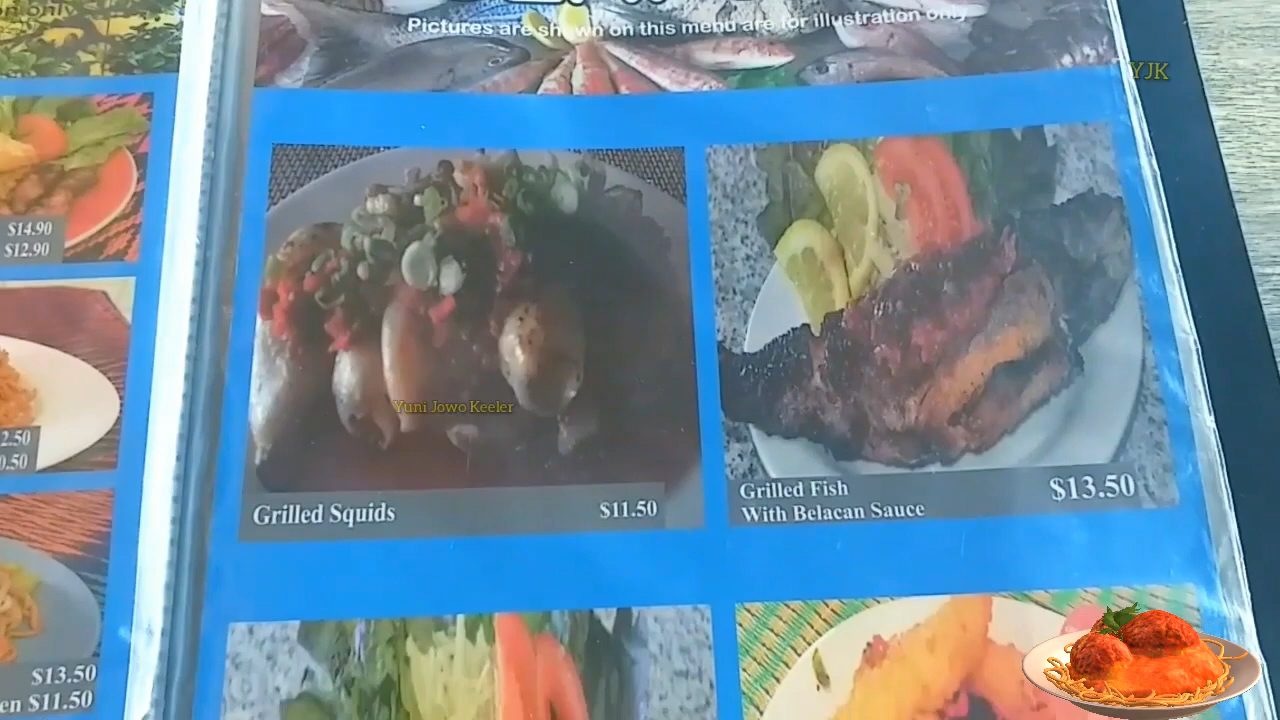 Pictures are shown on this menu are for illustration only
YJK
$14.90
$12.90
Yuni Jowo Keeler
Grilled Squids $11.50
Grilled Fish
With Belacan Sauce $13.50
$13.50
$11.50